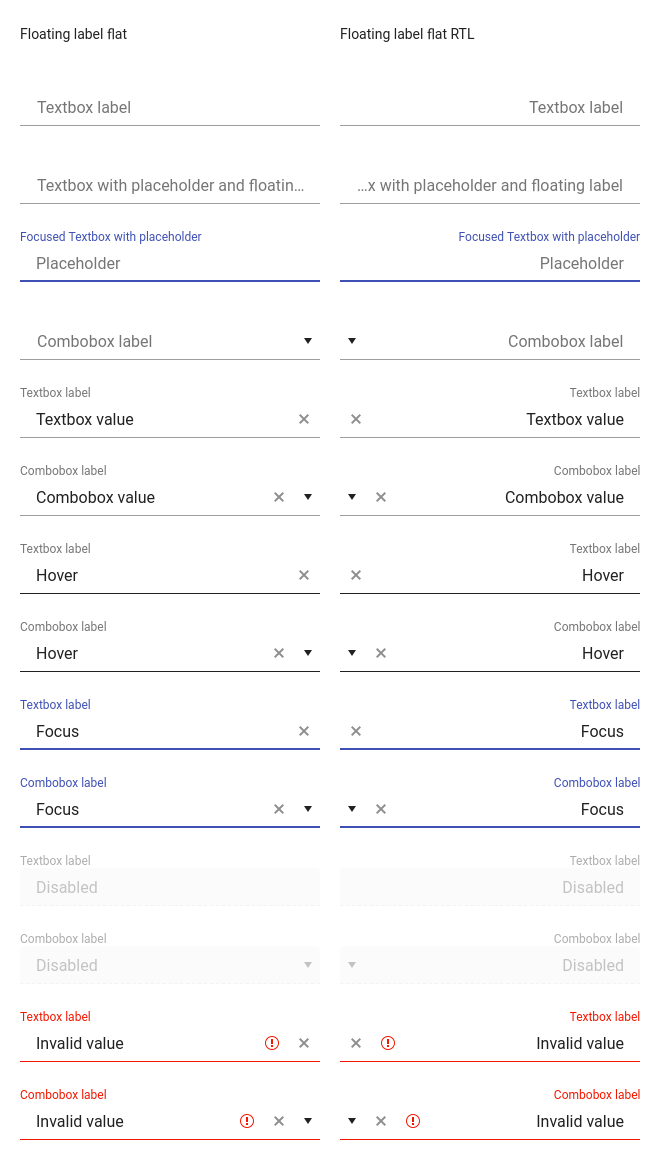 Floating label flat
Floating label flat RTL
Textbox label
Textbox label
Textbox with placeholder and floatin…
…x with placeholder and floating label
Focused Textbox with placeholder
Focused Textbox with placeholder
Placeholder
Placeholder
Combobox label
Combobox label
Textbox label
Textbox label
Textbox value
Textbox value
Combobox label
Combobox label
Combobox value
Combobox value
Textbox label
Textbox label
Hover
Hover
Combobox label
Combobox label
Hover
Hover
Textbox label
Textbox label
Focus
Focus
Combobox label
Combobox label
Focus
Focus
Textbox label
Textbox label
Disabled
Disabled
Combobox label
Combobox label
Disabled
Disabled
Textbox label
Textbox label
Invalid value
Invalid value
Combobox label
Combobox label
Invalid value
Invalid value